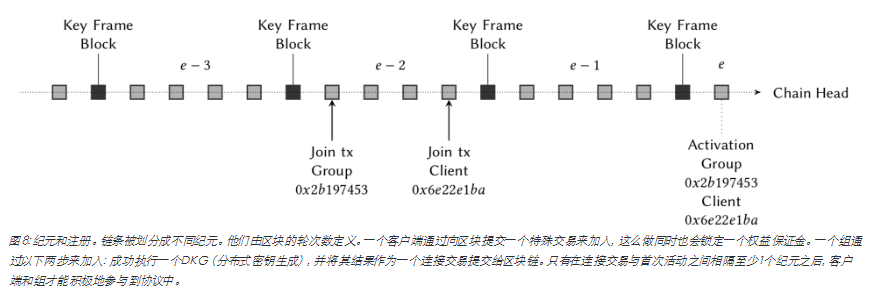 Key Frame Block
Key Frame Block
Key Frame Block
Key Frame Block
e − 3
e − 2
e − 1
e
Chain Head
Join tx
Group
0x2b197453
Join tx
Client
0x6e22e1ba
Activation
Group
0x2b197453
Client
0x6e22e1ba
图8:纪元和注册。链条被划分成不同纪元。他们由区块的轮次数定义。一个客户端通过向区块提交一个特殊交易来加入, 这么做同时也会锁定一个权益保证金。一个组通
过以下两步来加入: 成功执行一个DKG (分布式密钥生成) , 并将其结果作为一个连接交易提交给区块链。只有在连接交易与首次活动之间相隔至少1个纪元之后, 客户
端和组才能积极地参与到协议中。